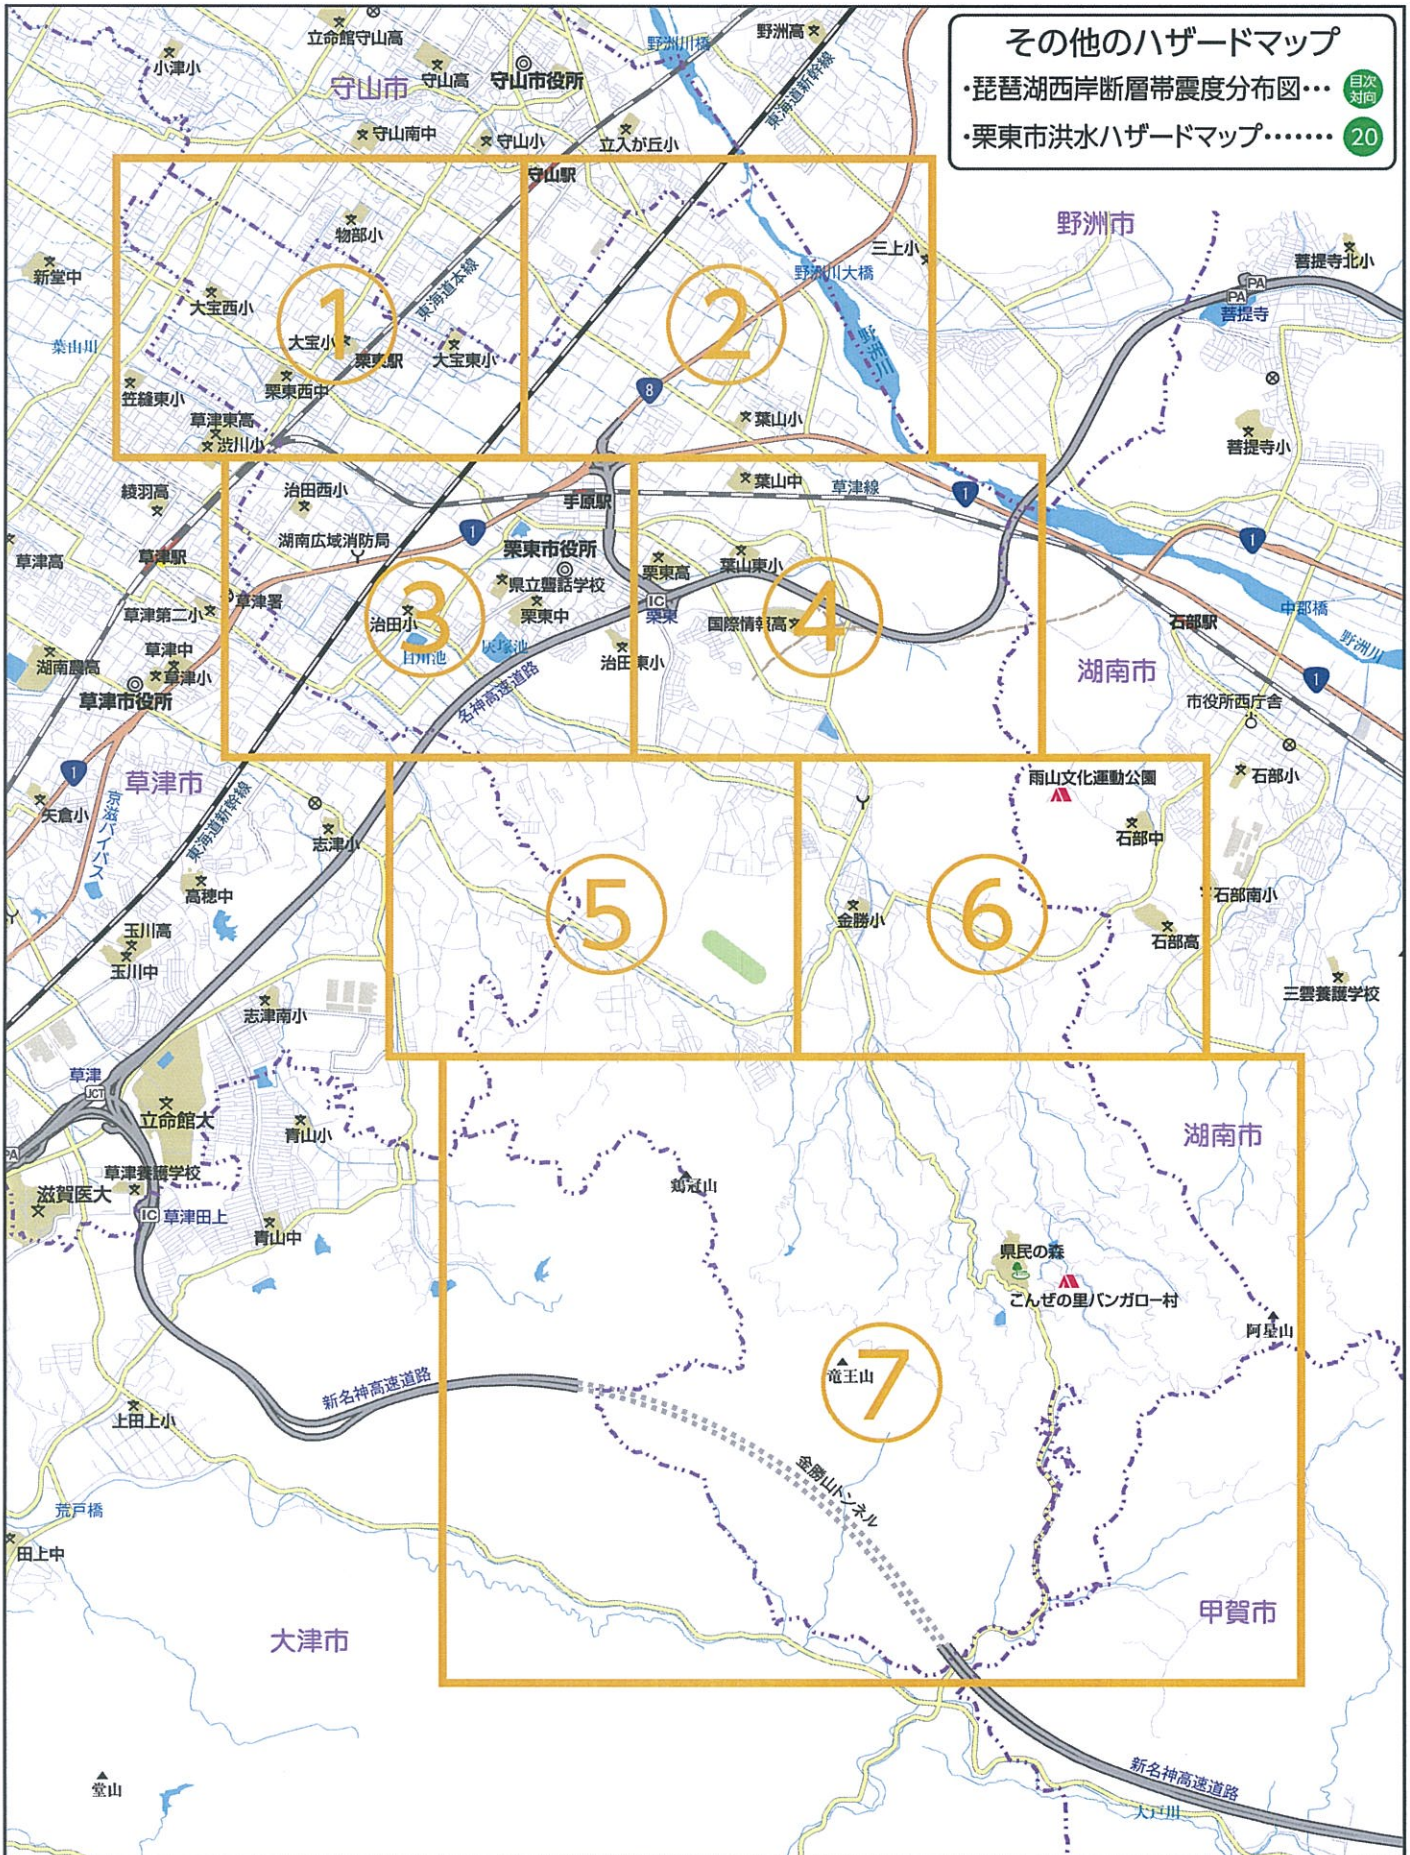 その他のハザードマップ
・琵琶湖西岸断層帯震度分布図… 目次対向
・栗東市洪水ハザードマップ……… 20
立命館守山高
野洲高
野洲川橋
小津小
守山市
守山高
守山市役所
東海道新幹線
守山南中
守山小
立入が丘小
守山駅
物部小
野洲市
三上小
菩提寺北小
新堂中
野洲川大橋
PA
PA
菩提寺
大宝西小
①
東海道本線
②
大宝小
栗東駅
大宝東小
野洲川
葉山川
笠縫東小
栗東西中
8
草津東高
渋川小
葉山小
菩提寺小
綾羽高
治田西小
葉山中
草津線
1
手原駅
草津高
草津駅
湖南広域消防局
1
栗東市役所
栗東高
葉山東小
1
草津第二小
草津署
③
県立聾話学校
栗東中
IC
栗東
④
国際情報高
中郡橋
石部駅
治田小
目川池
灰塚池
治田東小
野洲川
草津中
草津小
湖南農高
草津市役所
名神高速道路
湖南市
1
市役所西庁舎
草津市
1
矢倉小
京滋バイパス
東海道新幹線
志津小
雨山文化運動公園
石部小
石部中
高穂中
⑤
金勝小
⑥
石部南小
石部高
玉川高
玉川中
三雲養護学校
志津南小
草津
JCT
立命館大
青山小
湖南市
PA
草津養護学校
滋賀医大
IC
草津田上
青山中
鶏冠山
県民の森
こんぜの里バンガロー村
阿星山
⑦
竜王山
新名神高速道路
上田上小
金勝山トンネル
荒戸橋
田上中
大津市
甲賀市
堂山
新名神高速道路
大戸川